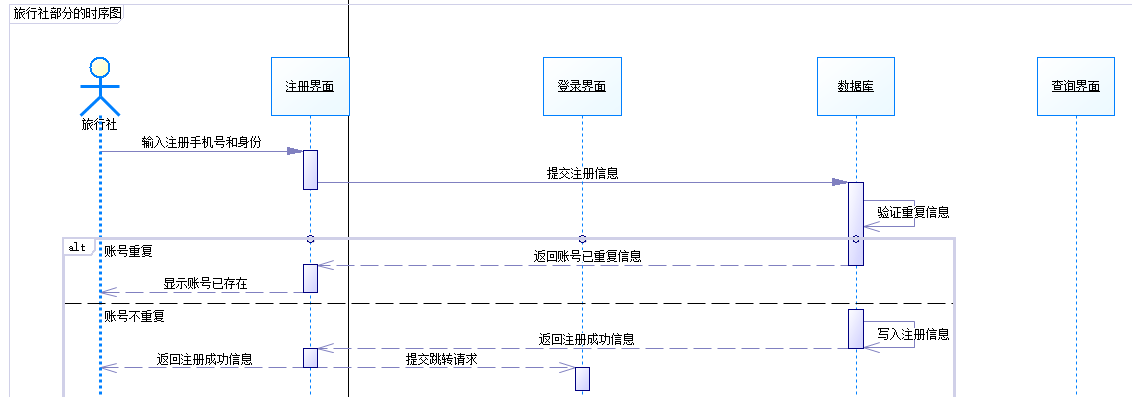 旅行社部分的时序图
注册界面
登录界面
数据库
查询界面
旅行社
输入注册手机号和身份
提交注册信息
验证重复信息
alt
账号重复
返回账号已重复信息
显示账号已存在
账号不重复
写入注册信息
返回注册成功信息
返回注册成功信息
提交跳转请求